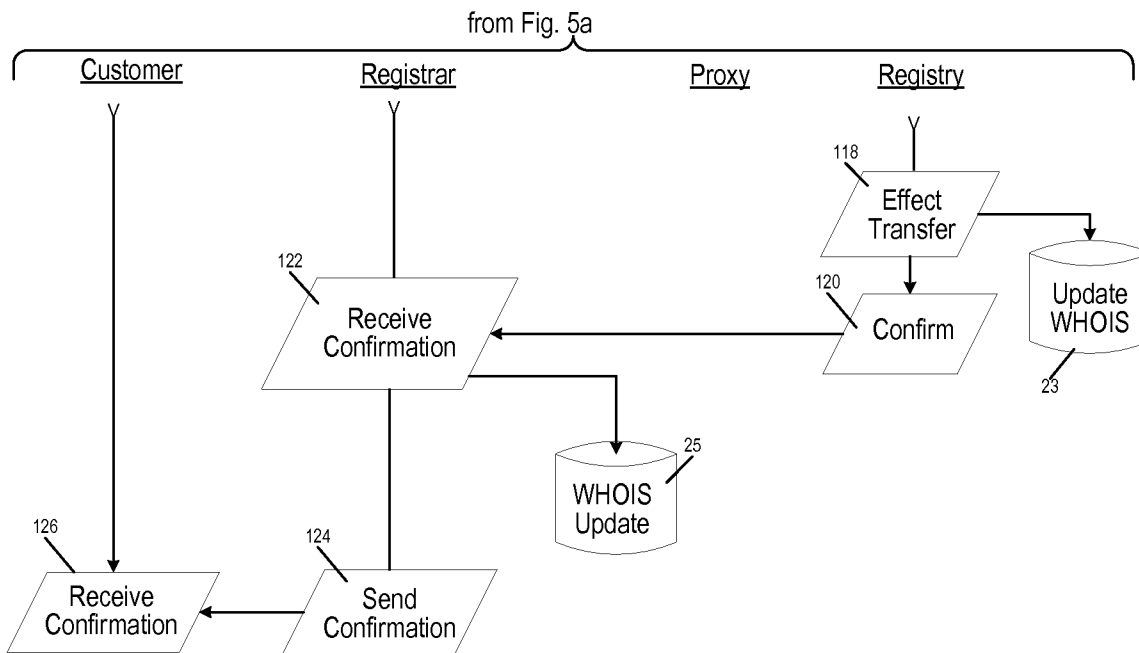 from Fig. 5a
Customer
Registrar
Proxy
Registry
118
Effect
Transfer
122
120
Update
WHOIS
Receive
Confirmation
Confirm
23
25
WHOIS
Update
126
124
Receive
Confirmation
Send
Confirmation